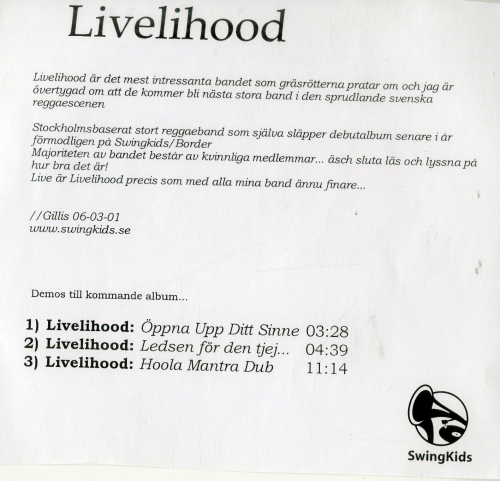 Livelihood
Livelihood är det mest intressanta bandet som gräsrötterna pratar om och jag är
övertygad om att de kommer bli nästa stora band i den sprudlande svenska
reggaescenen
Stockholmsbaserat stort reggaeband som själva släpper debutalbum senare i år
förmodligen på Swingkids/Border
Majoriteten av bandet består av kvinnliga medlemmar... äsch sluta läs och lyssna på
hur bra det är!
Live är Livelihood precis som med alla mina band ännu finare...
//Gillis 06-03-01
www.swingkids.se
Demos till kommande album...
1) Livelihood: Öppna Upp Ditt Sinne 03:28
2) Livelihood: Ledsen för den tjej... 04:39
3) Livelihood: Hoola Mantra Dub 11:14
SwingKids